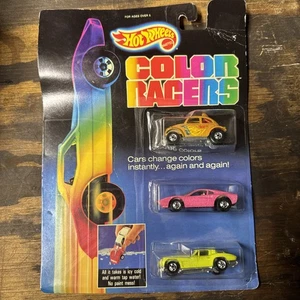 FOR AGES OVER 3
Hot Wheels
COLOR
RACERS
Cars change colors
instantly...again and again!
All it takes is icy cold
and warm tap water!
No paint mess!